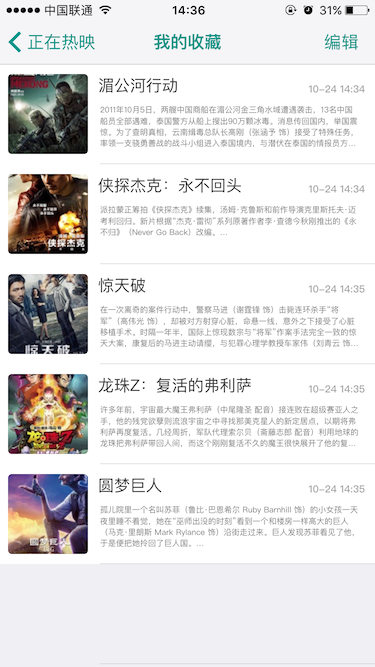 中国联通 14:36 31%
正在热映 我的收藏 编辑
湄公河行动 10-24 14:34
2011年10月5日，两艘中国商船在湄公河金三角水域遭遇袭击，13名中国
船员全部遇难，泰国警方从船上搜出90万颗冰毒。消息传回国内，举国震
惊。为了查明真相，云南缉毒总队长高刚（张涵予 饰）接受了特殊任务，
率领一支骁勇善战的战斗小组进入泰国境内，与潜伏在泰国的情报员方...
侠探杰克：永不回头 10-24 14:34
派拉蒙正筹拍《侠探杰克》续集，汤姆·克鲁斯和前作导演克里斯托夫·迈
考利回归。新片根据“杰克·雷彻”系列原著作者李·查德今秋刚推出的《永
不归》（Never Go Back）改编。...
侠探杰克
惊天破 10-24 14:35
在一次离奇的案件行动中，警察马进（谢霆锋 饰）击毙连环杀手“将
军”（高伟光 饰），却被对方射穿心脏，命悬一线，意外之下接受了心脏
移植手术。时隔一年半，国际上惊现数宗与“将军”作案手法完全一致的惊
天大案，康复后的马进主动请缨，与犯罪心理学教授车家伟（刘青云 饰...
惊天破
龙珠Z：复活的弗利萨 10-24 14:35
许多年前，宇宙最大魔王弗利萨（中尾隆圣 配音）接连败在超级赛亚人之
手，他的残党欲孽则流浪宇宙之中寻找那美克星人的新定居点，以期将弗
利萨再度复活，几经周折，军队代理索尔贝（斋藤志郎 配音）利用地球的
龙珠把弗利萨带回人间，而这个刚刚复活不久的魔王很快展开了他的复...
圆梦巨人 10-24 14:35
孤儿院里一个名叫苏菲（鲁比·巴恩希尔 Ruby Barnhill 饰）的小女孩一天
夜里睡不着觉，她在“巫师出没的时刻”看到一个和楼房一样高大的巨人
（马克·里朗斯 Mark Rylance 饰）沿街走过来。巨人发现苏菲看见了他，
于是便把她拎回了巨人国。...
圆梦巨人